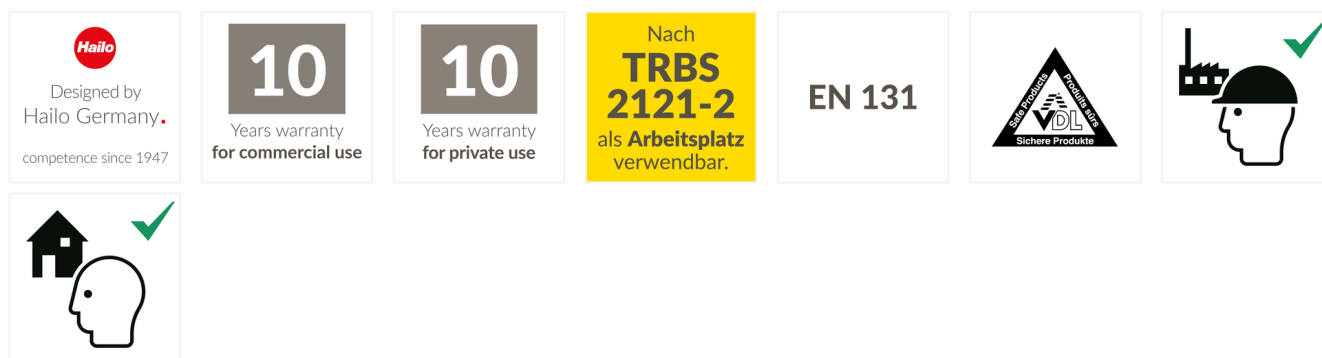 Hailo
Designed by
Hailo Germany.
competence since 1947
10
Years warranty
for commercial use
10
Years warranty
for private use
Nach
TRBS
2121-2
als Arbeitsplatz
verwendbar.
EN 131
Safe Products
Produits sûrs
VDL
Sichere Produkte